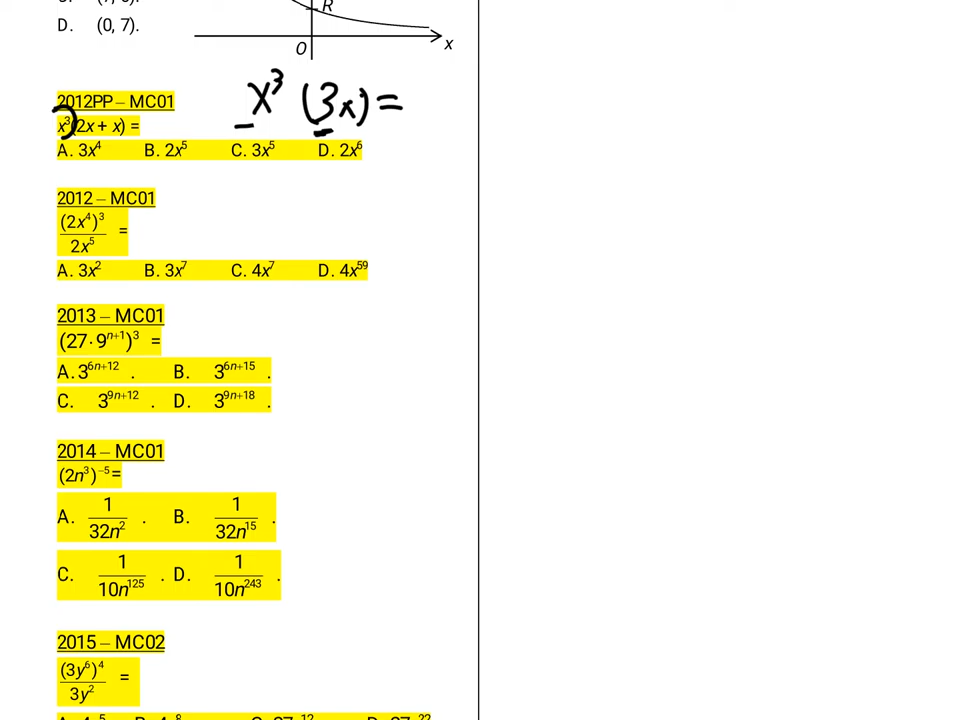 D. (0, 7).
R
O
x
2012PP – MC01
x³(2x + x) =
x³ (3x) =
A. 3x⁴ B. 2x⁵ C. 3x⁵ D. 2x⁶
2012 – MC01
(2x⁴)³
2x⁵
=
A. 3x² B. 3x⁷ C. 4x⁷ D. 4x⁵⁹
2013 – MC01
(27·9ⁿ⁺¹)³ =
A. 3⁶ⁿ⁺¹² . B. 3⁶ⁿ⁺¹⁵ .
C. 3⁹ⁿ⁺¹² . D. 3⁹ⁿ⁺¹⁸ .
2014 – MC01
(2n³)⁻⁵ =
A. 1/32n² . B. 1/32n¹⁵ .
C. 1/10n¹²⁵ . D. 1/10n²⁴³ .
2015 – MC02
(3y⁶)⁴
3y²
=